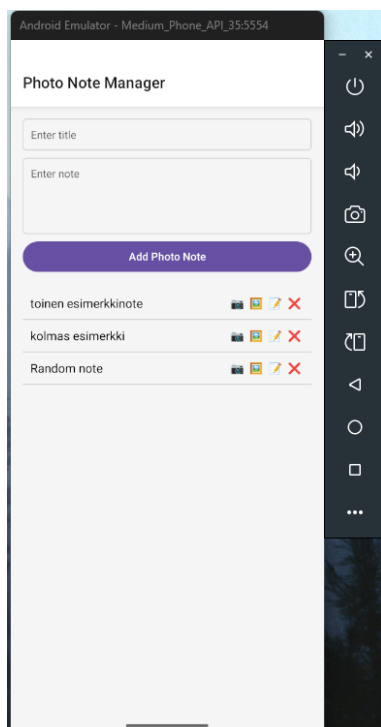 Android Emulator - Medium_Phone_API_35:5554
Photo Note Manager
Enter title
Enter note
Add Photo Note
toinen esimerkkinote
kolmas esimerkki
Random note